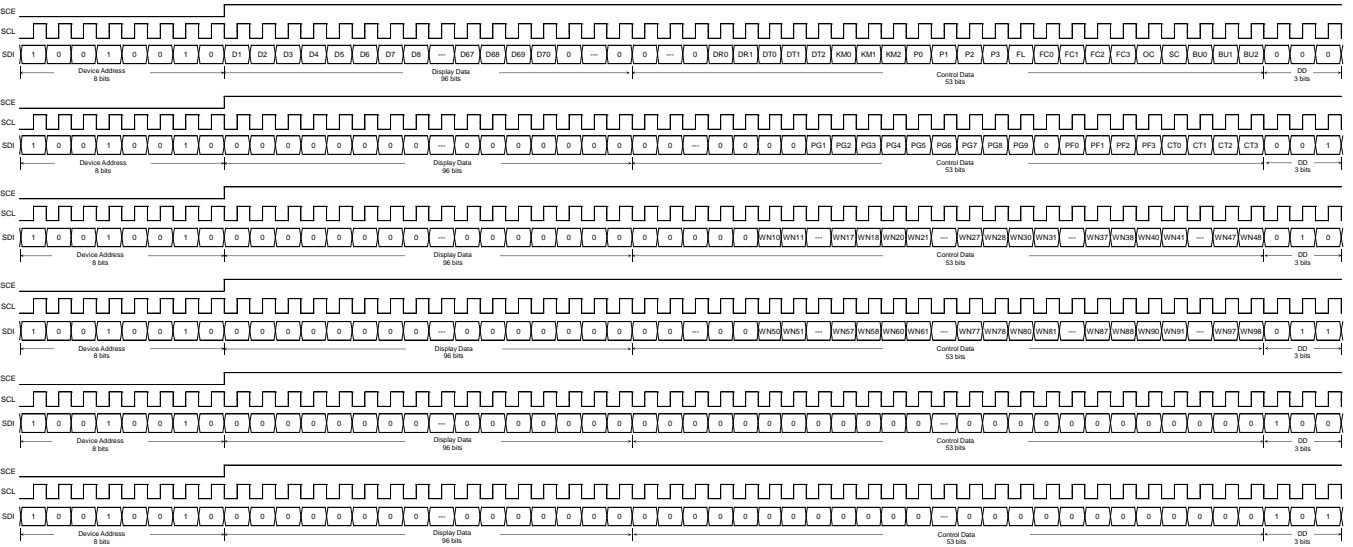 SCE
SCL
SDI 1 0 0 1 0 0 1 0 D1 D2 D3 D4 D5 D6 D7 D8 --- D67 D68 D69 D70 0 --- 0 0 --- 0 DR0 DR1 DT0 DT1 DT2 KM0 KM1 KM2 P0 P1 P2 P3 FL FC0 FC1 FC2 FC3 OC SC BU0 BU1 BU2 0 0 0
Device Address Display Data Control Data DD
8 bits 96 bits 53 bits 3 bits
SCE
SCL
SDI 1 0 0 1 0 0 1 0 0 0 0 0 0 0 0 0 --- 0 0 0 0 0 0 0 0 0 --- 0 0 0 0 PG1 PG2 PG3 PG4 PG5 PG6 PG7 PG8 PG9 0 PF0 PF1 PF2 PF3 CT0 CT1 CT2 CT3 0 0 1
Device Address Display Data Control Data DD
8 bits 96 bits 53 bits 3 bits
SCE
SCL
SDI 1 0 0 1 0 0 1 0 0 0 0 0 0 0 0 0 --- 0 0 0 0 0 0 0 0 0 0 0 0 WN10 WN11 --- WN17 WN18 WN20 WN21 --- WN27 WN28 WN30 WN31 --- WN37 WN38 WN40 WN41 --- WN47 WN48 0 1 0
Device Address Display Data Control Data DD
8 bits 96 bits 53 bits 3 bits
SCE
SCL
SDI 1 0 0 1 0 0 1 0 0 0 0 0 0 0 0 0 --- 0 0 0 0 0 0 0 0 0 --- 0 0 WN50 WN51 --- WN57 WN58 WN60 WN61 --- WN77 WN78 WN80 WN81 --- WN87 WN88 WN90 WN91 --- WN97 WN98 0 1 1
Device Address Display Data Control Data DD
8 bits 96 bits 53 bits 3 bits
SCE
SCL
SDI 1 0 0 1 0 0 1 0 0 0 0 0 0 0 0 0 --- 0 0 0 0 0 0 0 0 0 0 0 0 0 0 0 0 0 0 0 --- 0 0 0 0 0 0 0 0 0 0 0 0 1 0 0
Device Address Display Data Control Data DD
8 bits 96 bits 53 bits 3 bits
SCE
SCL
SDI 1 0 0 1 0 0 1 0 0 0 0 0 0 0 0 0 --- 0 0 0 0 0 0 0 0 0 0 0 0 0 0 0 0 0 0 0 --- 0 0 0 0 0 0 0 0 0 0 0 0 1 0 1
Device Address Display Data Control Data DD
8 bits 96 bits 53 bits 3 bits